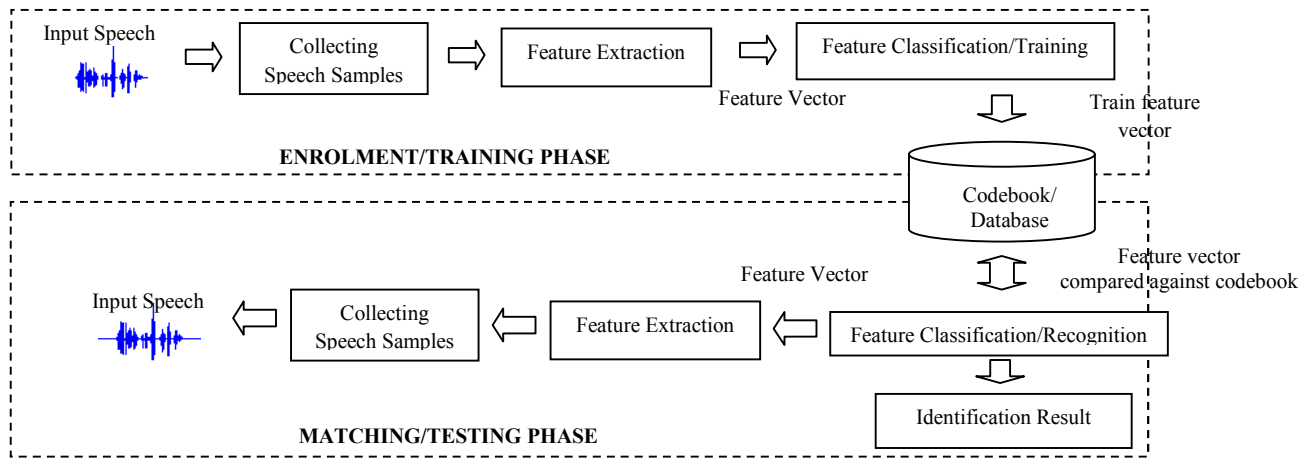 Input Speech
Collecting
Speech Samples
Feature Extraction
Feature Classification/Training
Feature Vector
Train feature
vector
ENROLMENT/TRAINING PHASE
Codebook/
Database
Feature vector
compared against codebook
Feature Vector
Input Speech
Collecting
Speech Samples
Feature Extraction
Feature Classification/Recognition
Identification Result
MATCHING/TESTING PHASE